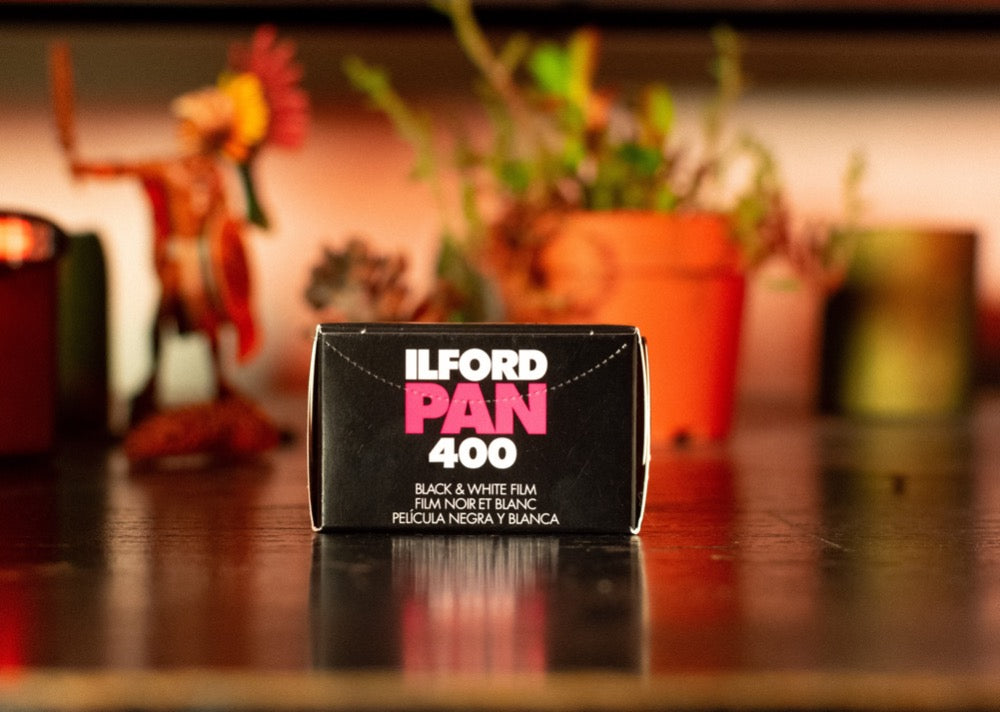 ILFORD
PAN
400
BLACK & WHITE FILM
FILM NOIR ET BLANC
PELÍCULA NEGRA Y BLANCA